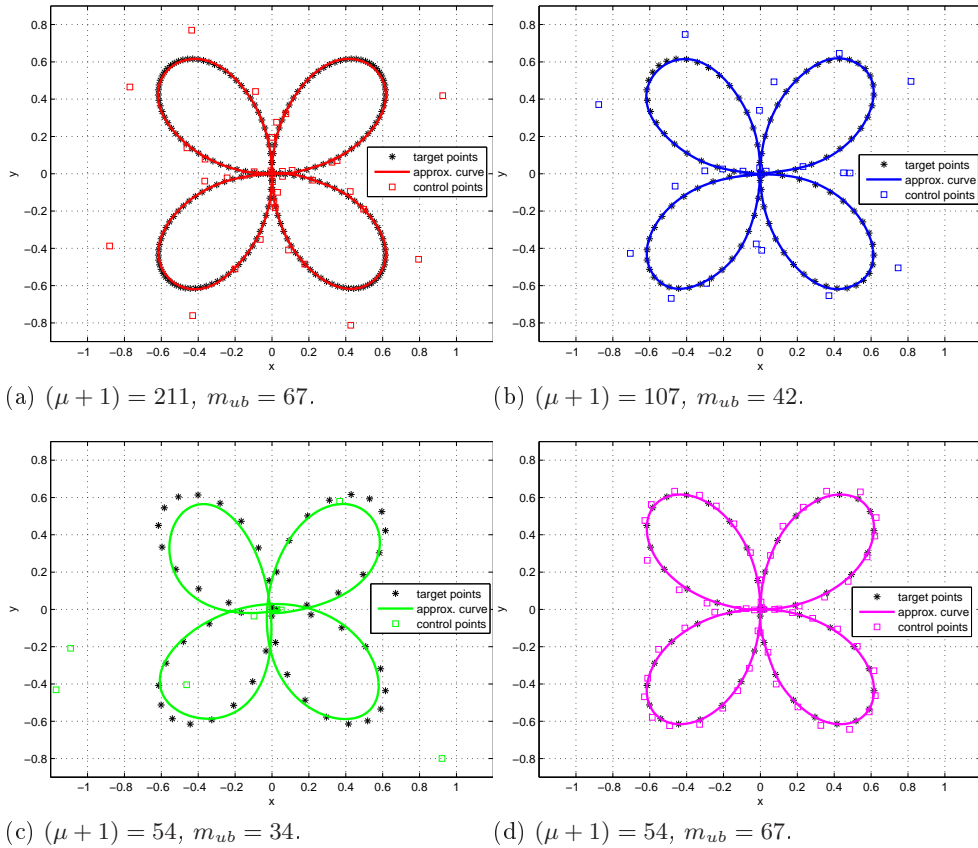 0.8
0.6
0.4
0.2
0
−0.2
−0.4
−0.6
−0.8
y
−1 −0.8 −0.6 −0.4 −0.2 0 0.2 0.4 0.6 0.8 1
x
target points
approx. curve
control points
(a) (μ + 1) = 211, m_{ub} = 67.
0.8
0.6
0.4
0.2
0
−0.2
−0.4
−0.6
−0.8
y
−1 −0.8 −0.6 −0.4 −0.2 0 0.2 0.4 0.6 0.8 1
x
target points
approx. curve
control points
(b) (μ + 1) = 107, m_{ub} = 42.
0.8
0.6
0.4
0.2
0
−0.2
−0.4
−0.6
−0.8
y
−1 −0.8 −0.6 −0.4 −0.2 0 0.2 0.4 0.6 0.8 1
x
target points
approx. curve
control points
(c) (μ + 1) = 54, m_{ub} = 34.
0.8
0.6
0.4
0.2
0
−0.2
−0.4
−0.6
−0.8
y
−1 −0.8 −0.6 −0.4 −0.2 0 0.2 0.4 0.6 0.8 1
x
target points
approx. curve
control points
(d) (μ + 1) = 54, m_{ub} = 67.